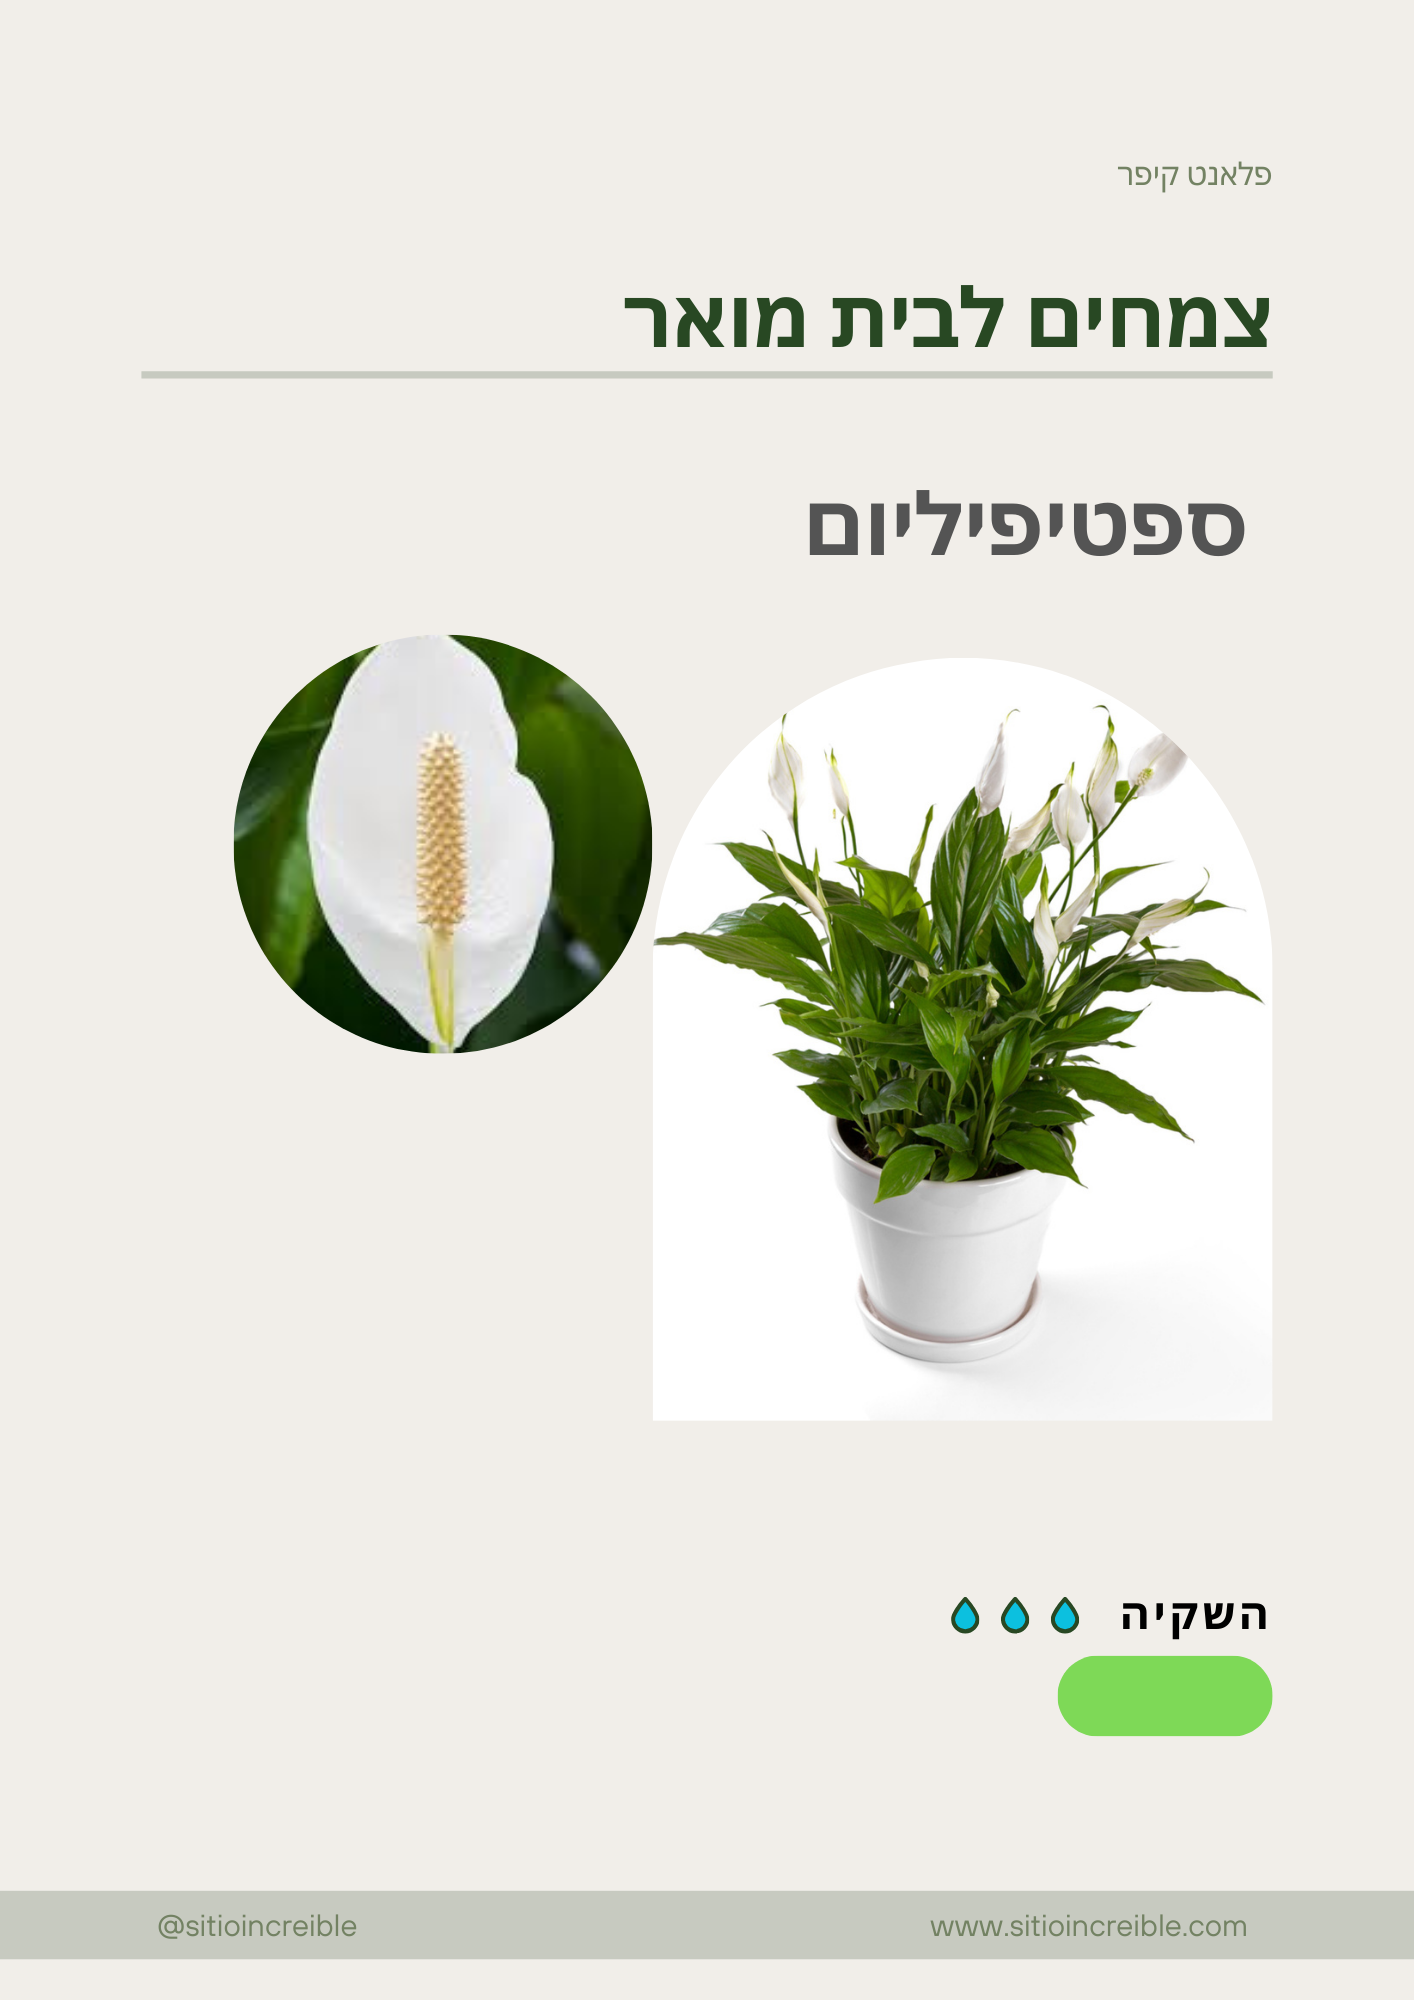 פלאנט קיפר
צמחים לבית מואר
ספטיפיליום
השקיה
@sitioincreible
www.sitioincreible.com